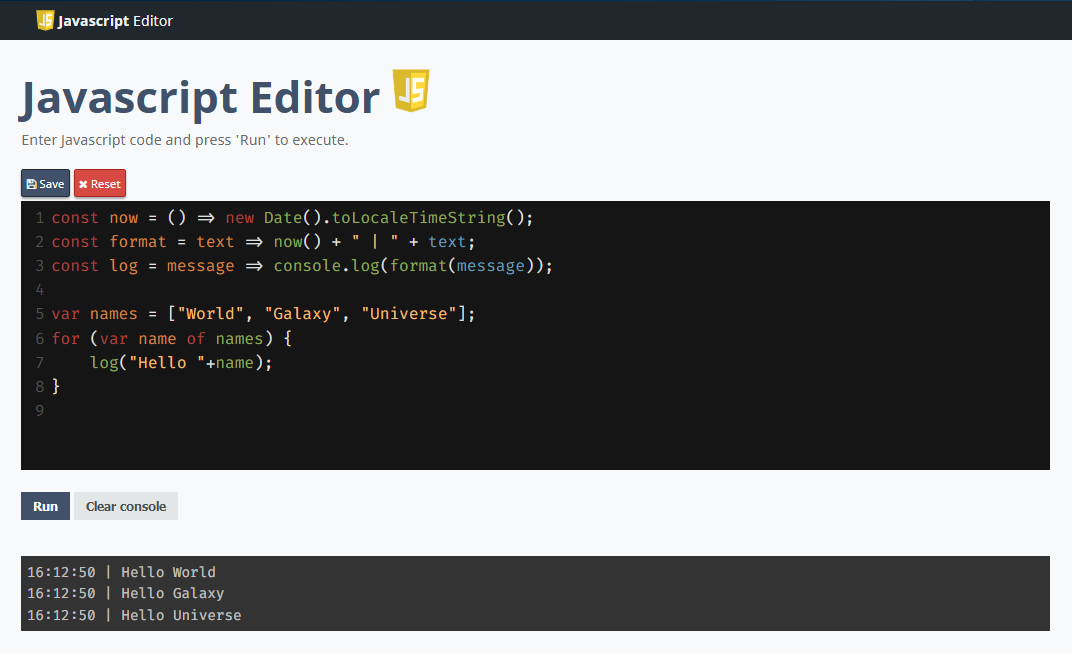 JS Javascript Editor
Javascript Editor JS
Enter Javascript code and press 'Run' to execute.
Save Reset
1 const now = () => new Date().toLocaleTimeString();
2 const format = text => now() + " | " + text;
3 const log = message => console.log(format(message));
4
5 var names = ["World", "Galaxy", "Universe"];
6 for (var name of names) {
7     log("Hello "+name);
8 }
9
Run Clear console
16:12:50 | Hello World
16:12:50 | Hello Galaxy
16:12:50 | Hello Universe